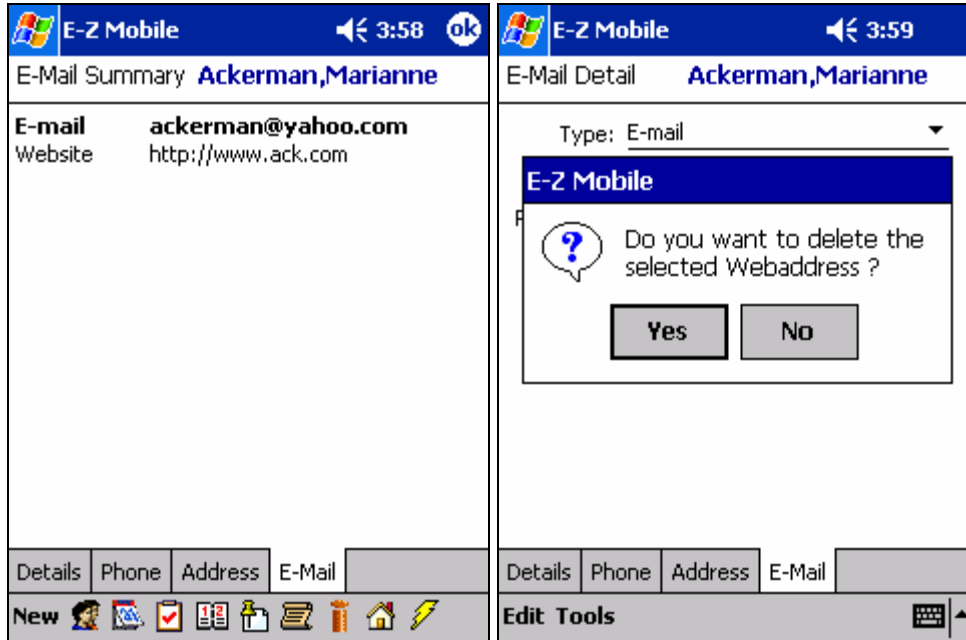 E-Z Mobile 3:58 ok
E-Mail Summary Ackerman,Marianne
E-mail ackerman@yahoo.com
Website http://www.ack.com
Details Phone Address E-Mail
New
E-Z Mobile 3:59
E-Mail Detail Ackerman,Marianne
Type: E-mail
E-Z Mobile
Do you want to delete the
selected Webaddress ?
Yes No
Details Phone Address E-Mail
Edit Tools